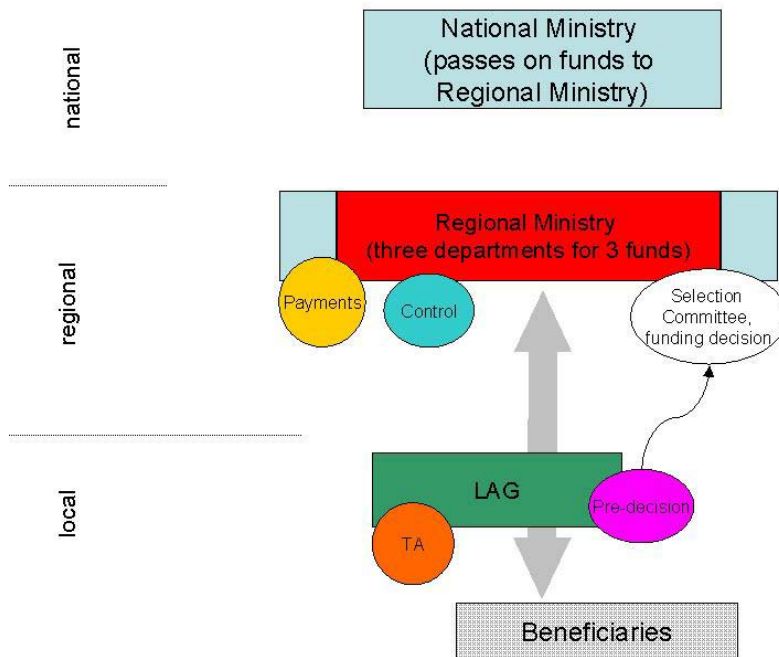 national
National Ministry
(passes on funds to
Regional Ministry)
regional
Regional Ministry
(three departments for 3 funds)
Payments
Control
Selection
Committee,
funding decision
local
LAG
Pre-decision
TA
Beneficiaries